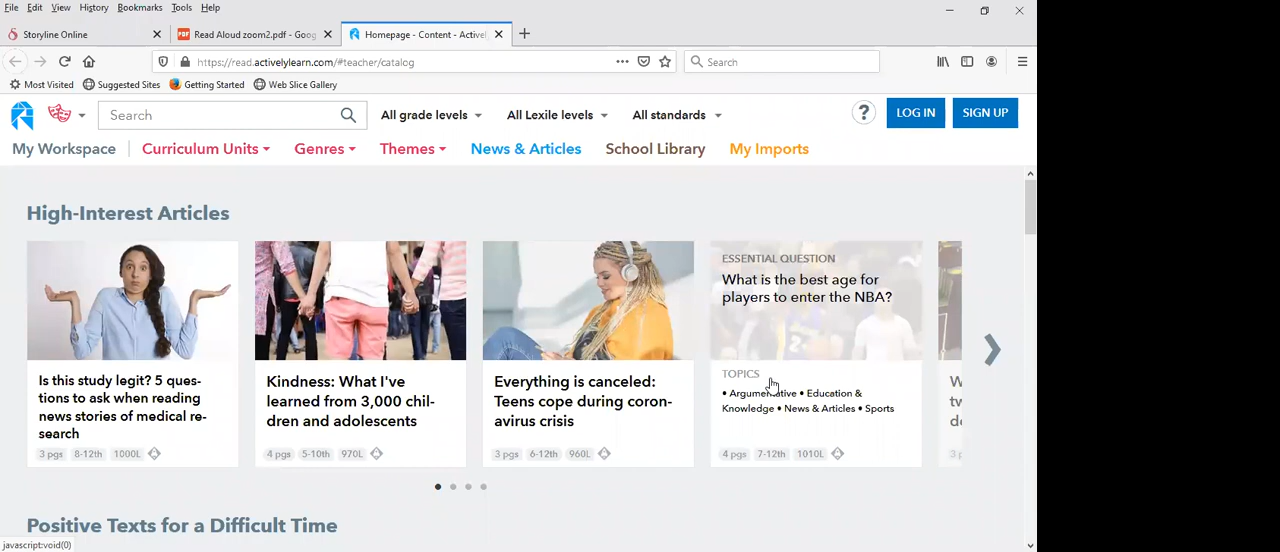 File Edit View History Bookmarks Tools Help
Storyline Online
Read Aloud zoom2.pdf - Goog
Homepage - Content - Activel
https://read.activelylearn.com/#teacher/catalog
Search
Most Visited Suggested Sites Getting Started Web Slice Gallery
Search
All grade levels All Lexile levels All standards
? LOG IN SIGN UP
My Workspace Curriculum Units Genres Themes News & Articles School Library My Imports
High-Interest Articles
Is this study legit? 5 ques-
tions to ask when reading
news stories of medical re-
search
3 pgs 8-12th 1000L
Kindness: What I've
learned from 3,000 chil-
dren and adolescents
4 pgs 5-10th 970L
Everything is canceled:
Teens cope during coron-
avirus crisis
3 pgs 6-12th 960L
ESSENTIAL QUESTION
What is the best age for
players to enter the NBA?
TOPICS
• Argumentative • Education &
Knowledge • News & Articles • Sports
4 pgs 7-12th 1010L
W
tw
de
3 p
Positive Texts for a Difficult Time
javascript:void(0)